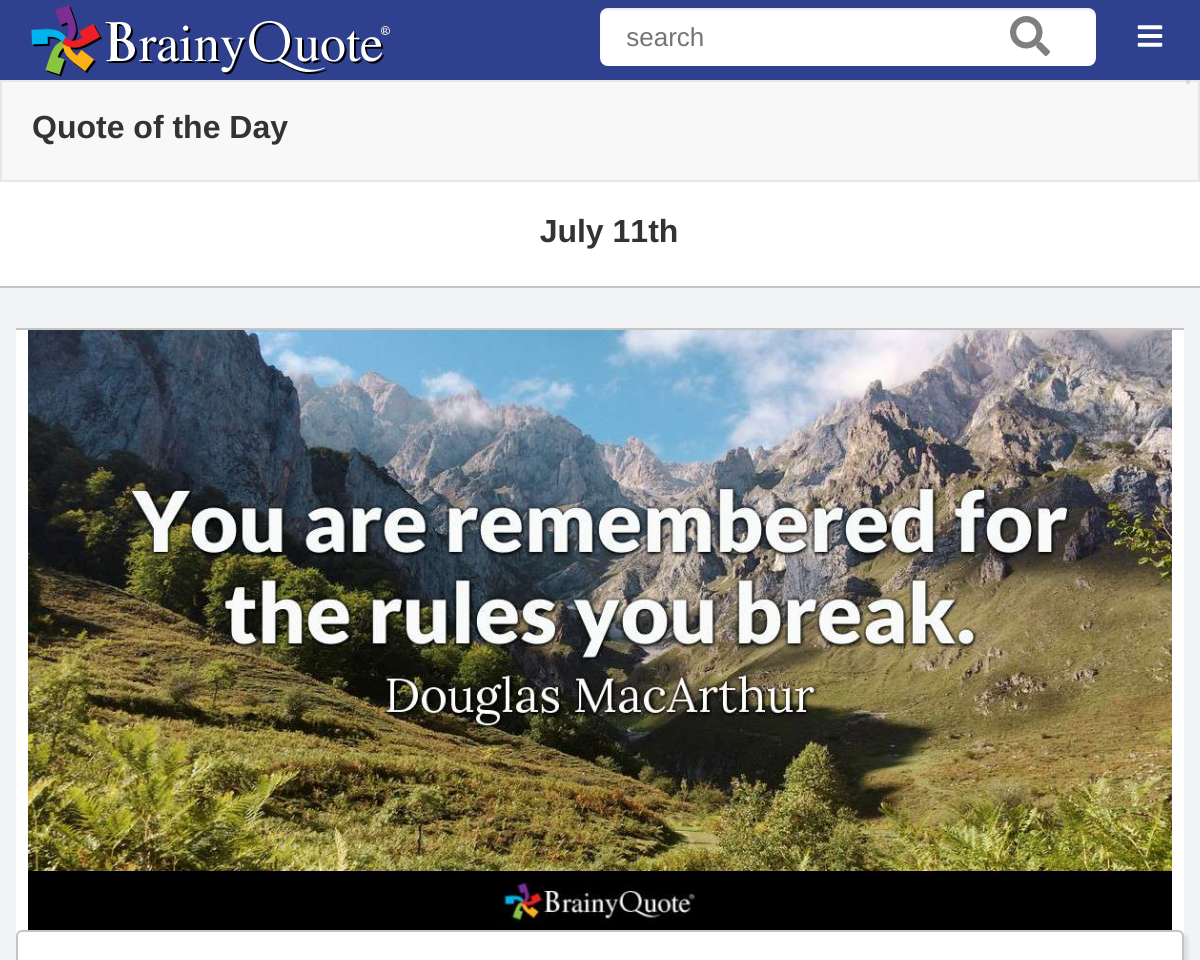 BrainyQuote®
search
Quote of the Day
July 11th
You are remembered for
the rules you break.
Douglas MacArthur
BrainyQuote®